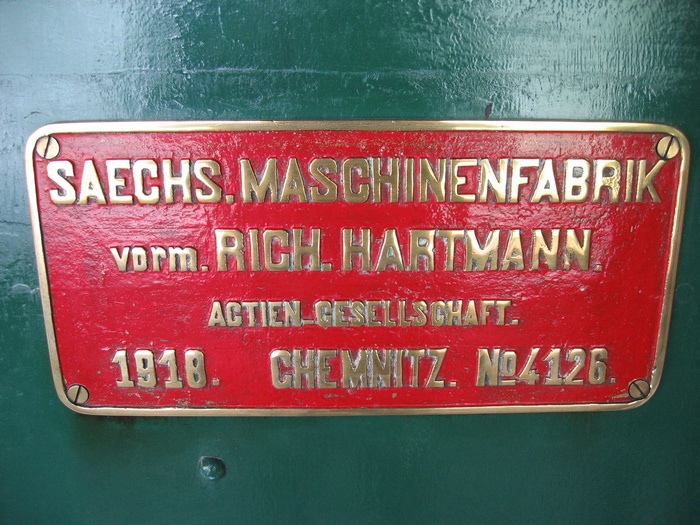 SAECHS. MASCHINENFABRIK
vorm. RICH. HARTMANN.
ACTIEN-GESELLSCHAFT.
1918. CHEMNITZ. No 4126.